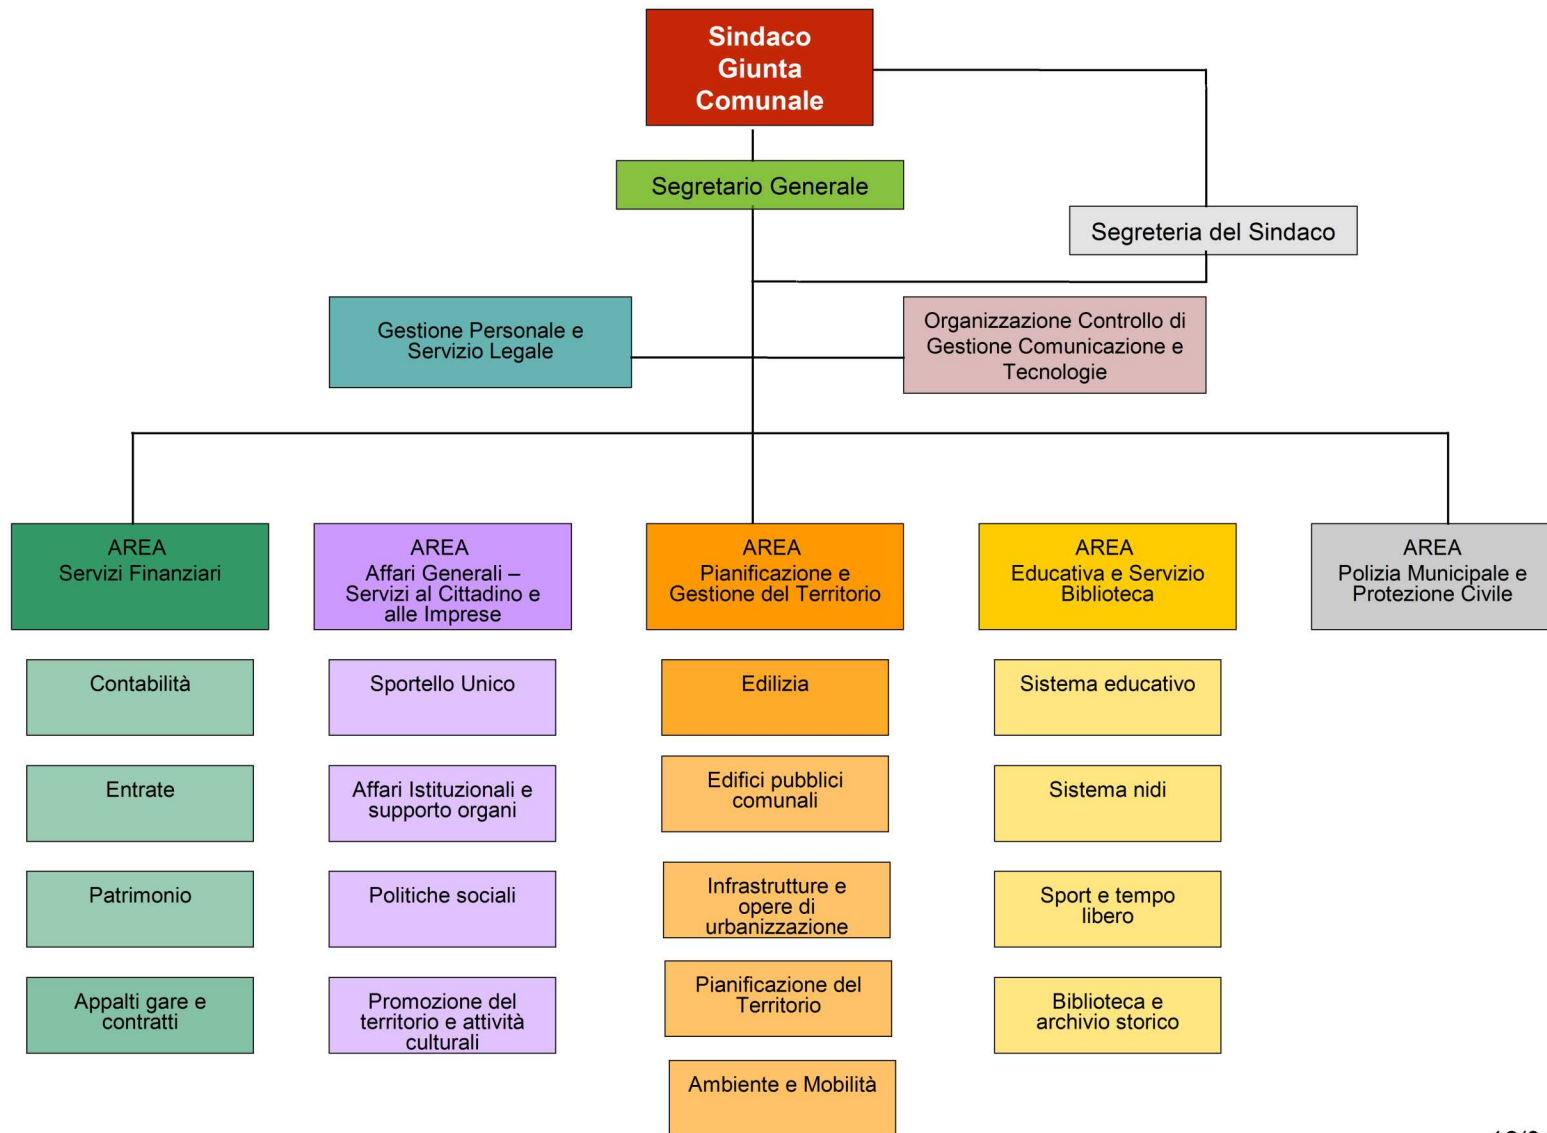 Sindaco
Giunta
Comunale
Segretario Generale
Segreteria del Sindaco
Gestione Personale e
Servizio Legale
Organizzazione Controllo di
Gestione Comunicazione e
Tecnologie
AREA
Servizi Finanziari
AREA
Affari Generali –
Servizi al Cittadino e
alle Imprese
AREA
Pianificazione e
Gestione del Territorio
AREA
Educativa e Servizio
Biblioteca
AREA
Polizia Municipale e
Protezione Civile
Contabilità
Entrate
Patrimonio
Appalti gare e
contratti
Sportello Unico
Affari Istituzionali e
supporto organi
Politiche sociali
Promozione del
territorio e attività
culturali
Edilizia
Edifici pubblici
comunali
Infrastrutture e
opere di
urbanizzazione
Pianificazione del
Territorio
Ambiente e Mobilità
Sistema educativo
Sistema nidi
Sport e tempo
libero
Biblioteca e
archivio storico